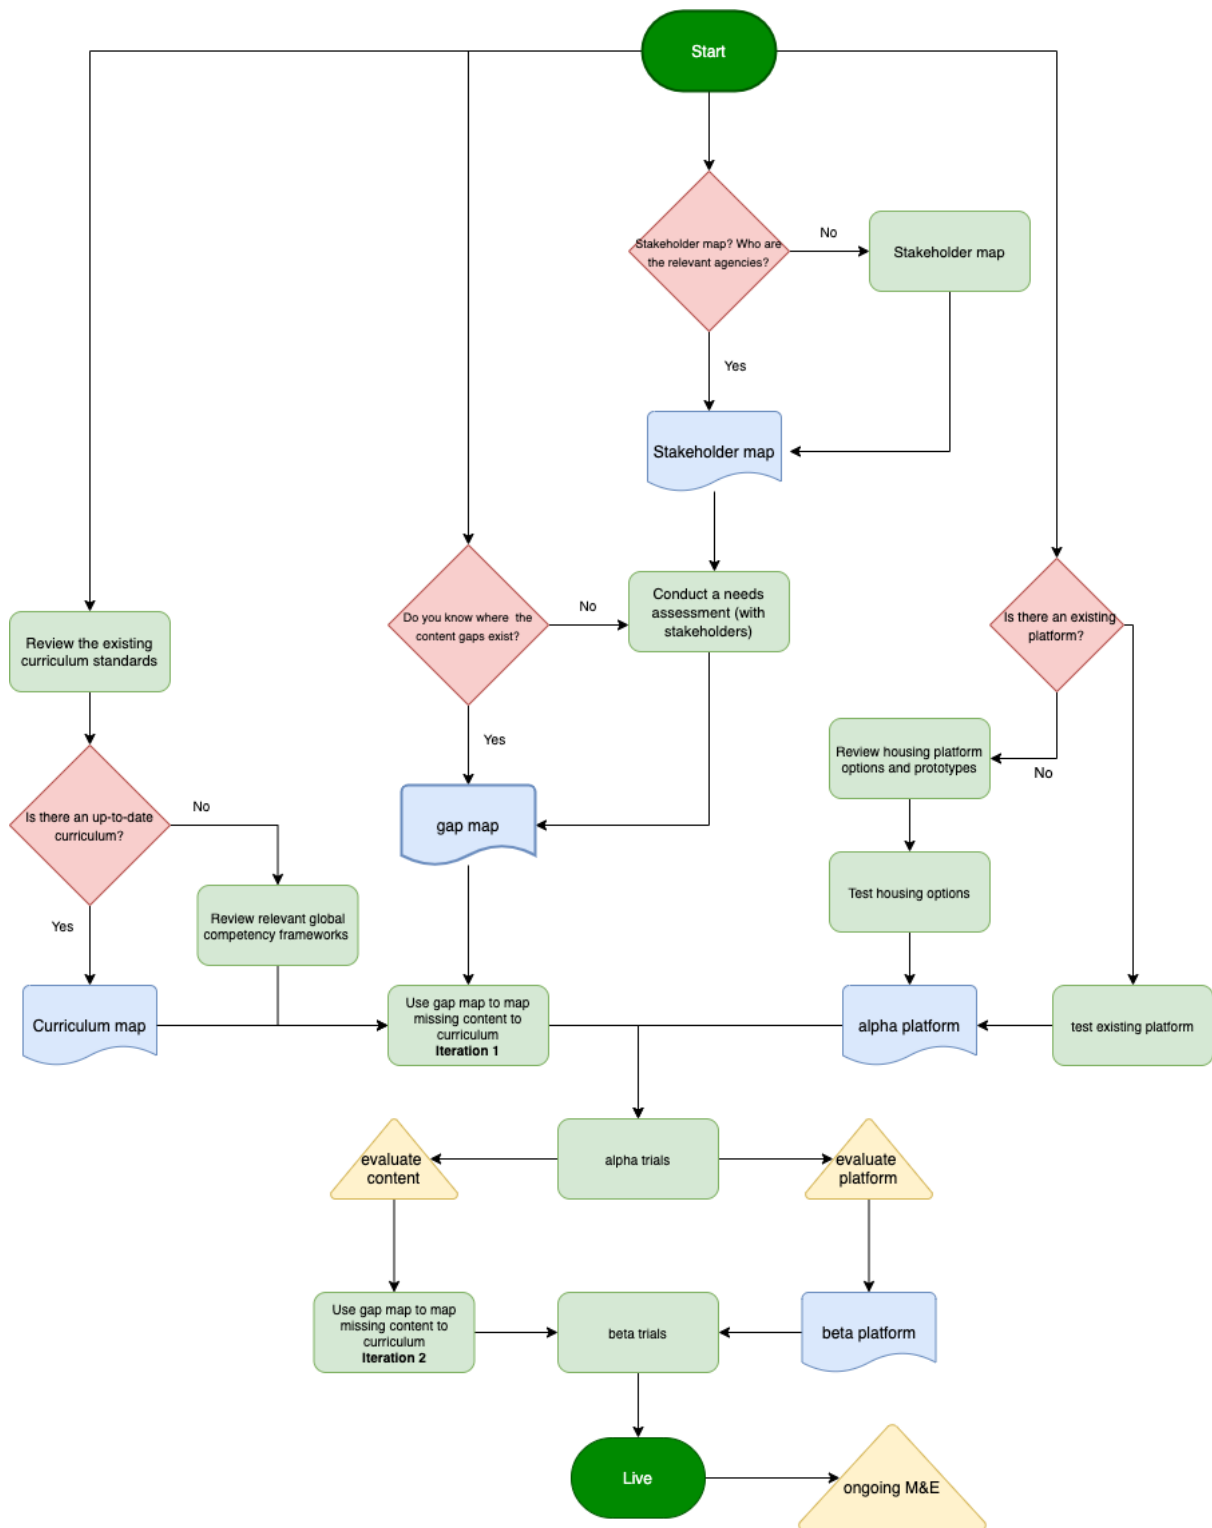 Start
Stakeholder map? Who are
the relevant agencies?
No
Stakeholder map
Yes
Stakeholder map
Do you know where the
content gaps exist?
No
Conduct a needs
assessment (with
stakeholders)
Is there an existing
platform?
Review the existing
curriculum standards
Yes
Review housing platform
options and prototypes
No
Is there an up-to-date
curriculum?
No
gap map
Test housing options
Yes
Review relevant global
competency frameworks
Curriculum map
Use gap map to map
missing content to
curriculum
Iteration 1
alpha platform
test existing platform
evaluate
content
alpha trials
evaluate
platform
Use gap map to map
missing content to
curriculum
Iteration 2
beta trials
beta platform
Live
ongoing M&E